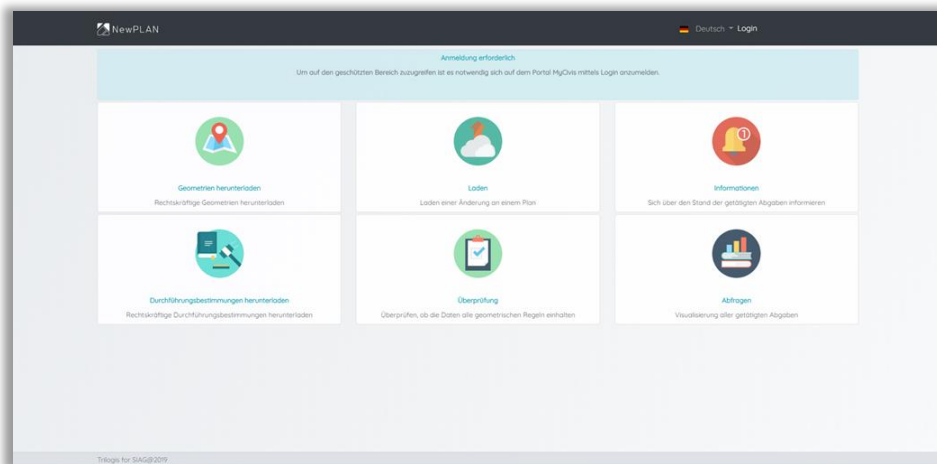 NewPLAN
Deutsch Login
Anmeldung erforderlich
Um auf den geschützten Bereich zuzugreifen ist es notwendig sich auf dem Portal MyCivis mittels Login anzumelden.
1
Geometrien herunterladen
Rechtskräftige Geometrien herunterladen
Laden
Laden einer Änderung an einem Plan
Informationen
Sich über den Stand der getätigten Abgaben informieren
Durchführungsbestimmungen herunterladen
Rechtskräftige Durchführungsbestimmungen herunterladen
Überprüfung
Überprüfen, ob die Daten alle geometrischen Regeln einhalten
Abfragen
Visualisierung aller getätigten Abgaben
Trilogis for SIAG@2019